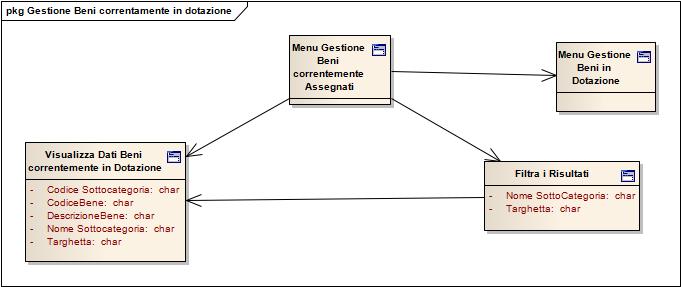 pkg Gestione Beni correntamente in dotazione
Menu Gestione
Beni
correntemente
Assegnati
Menu Gestione
Beni in
Dotazione
Visualizza Dati Beni
correntemente in Dotazione
- Codice Sottocategoria: char
- CodiceBene: char
- DescrizioneBene: char
- Nome Sottocategoria: char
- Targhetta: char
Filtra i Risultati
- Nome SottoCategoria: char
- Targhetta: char